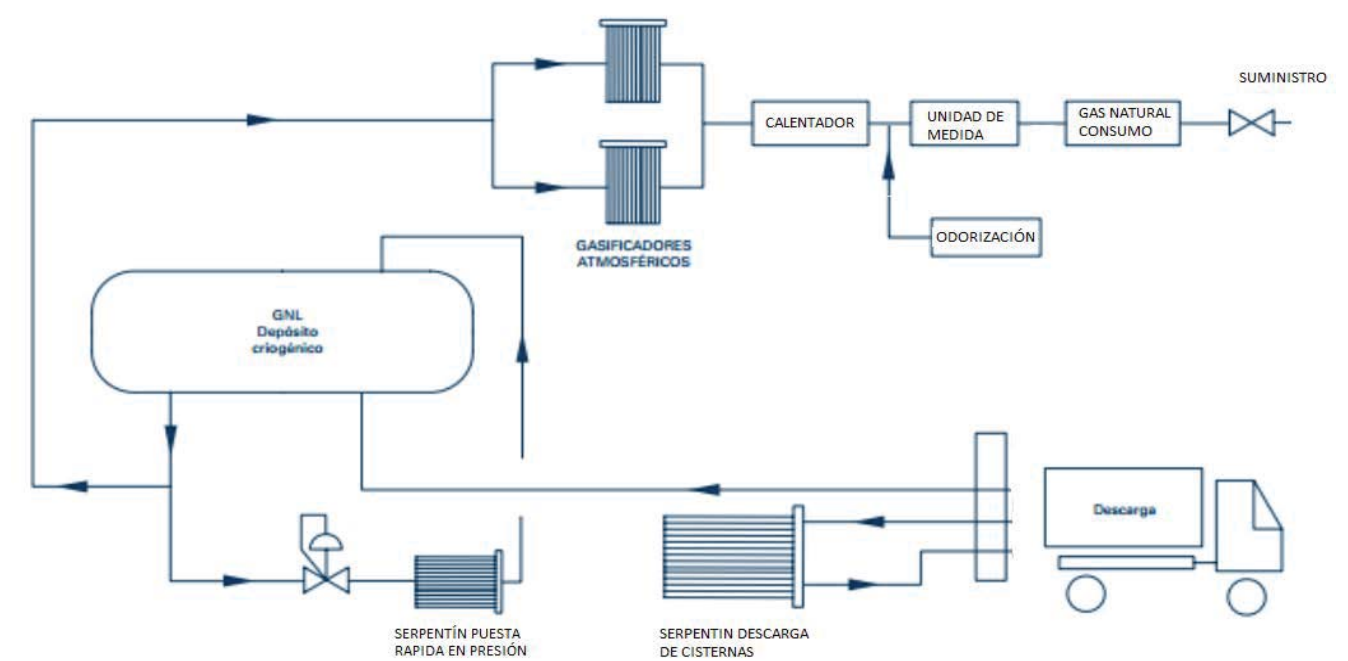 SUMINISTRO
CALENTADOR
UNIDAD DE
MEDIDA
GAS NATURAL
CONSUMO
ODORIZACIÓN
GASIFICADORES
ATMOSFÉRICOS
GNL
Depósito
criogénico
Descarga
SERPENTÍN PUESTA
RAPIDA EN PRESIÓN
SERPENTIN DESCARGA
DE CISTERNAS